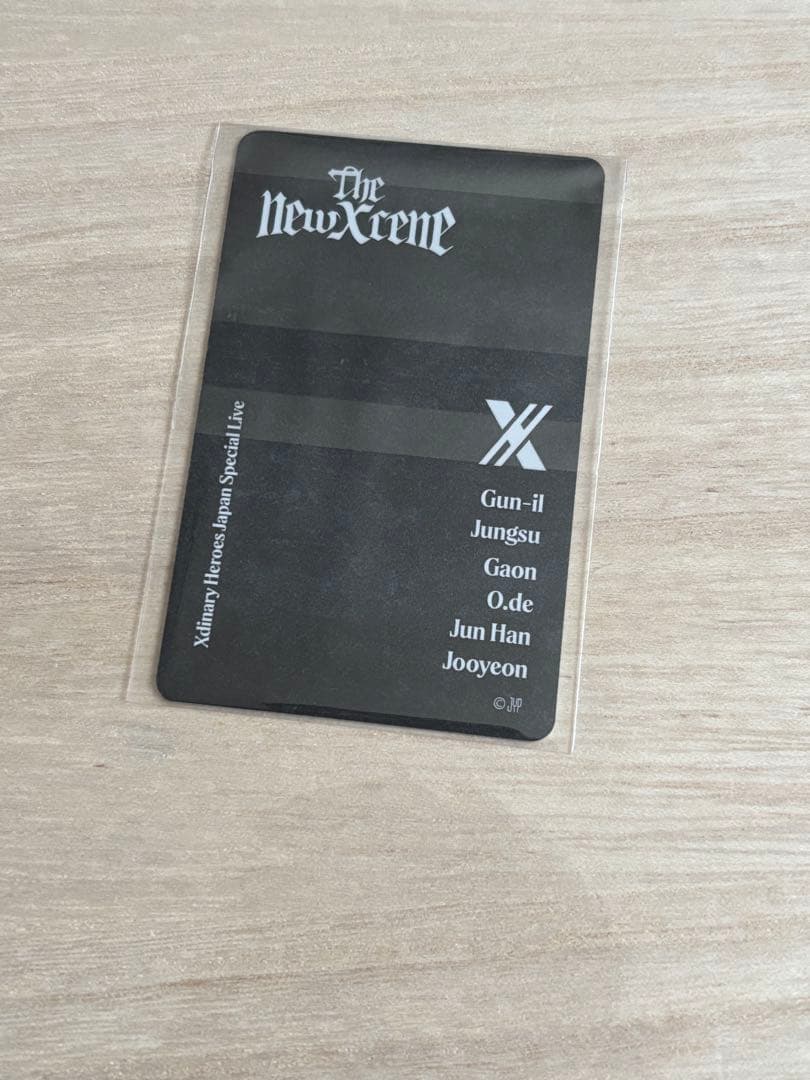 The
NewXcene
Xdinary Heroes Japan Special Live
Gun-il
Jungsu
Gaon
O.de
Jun Han
Jooyeon
© JYP